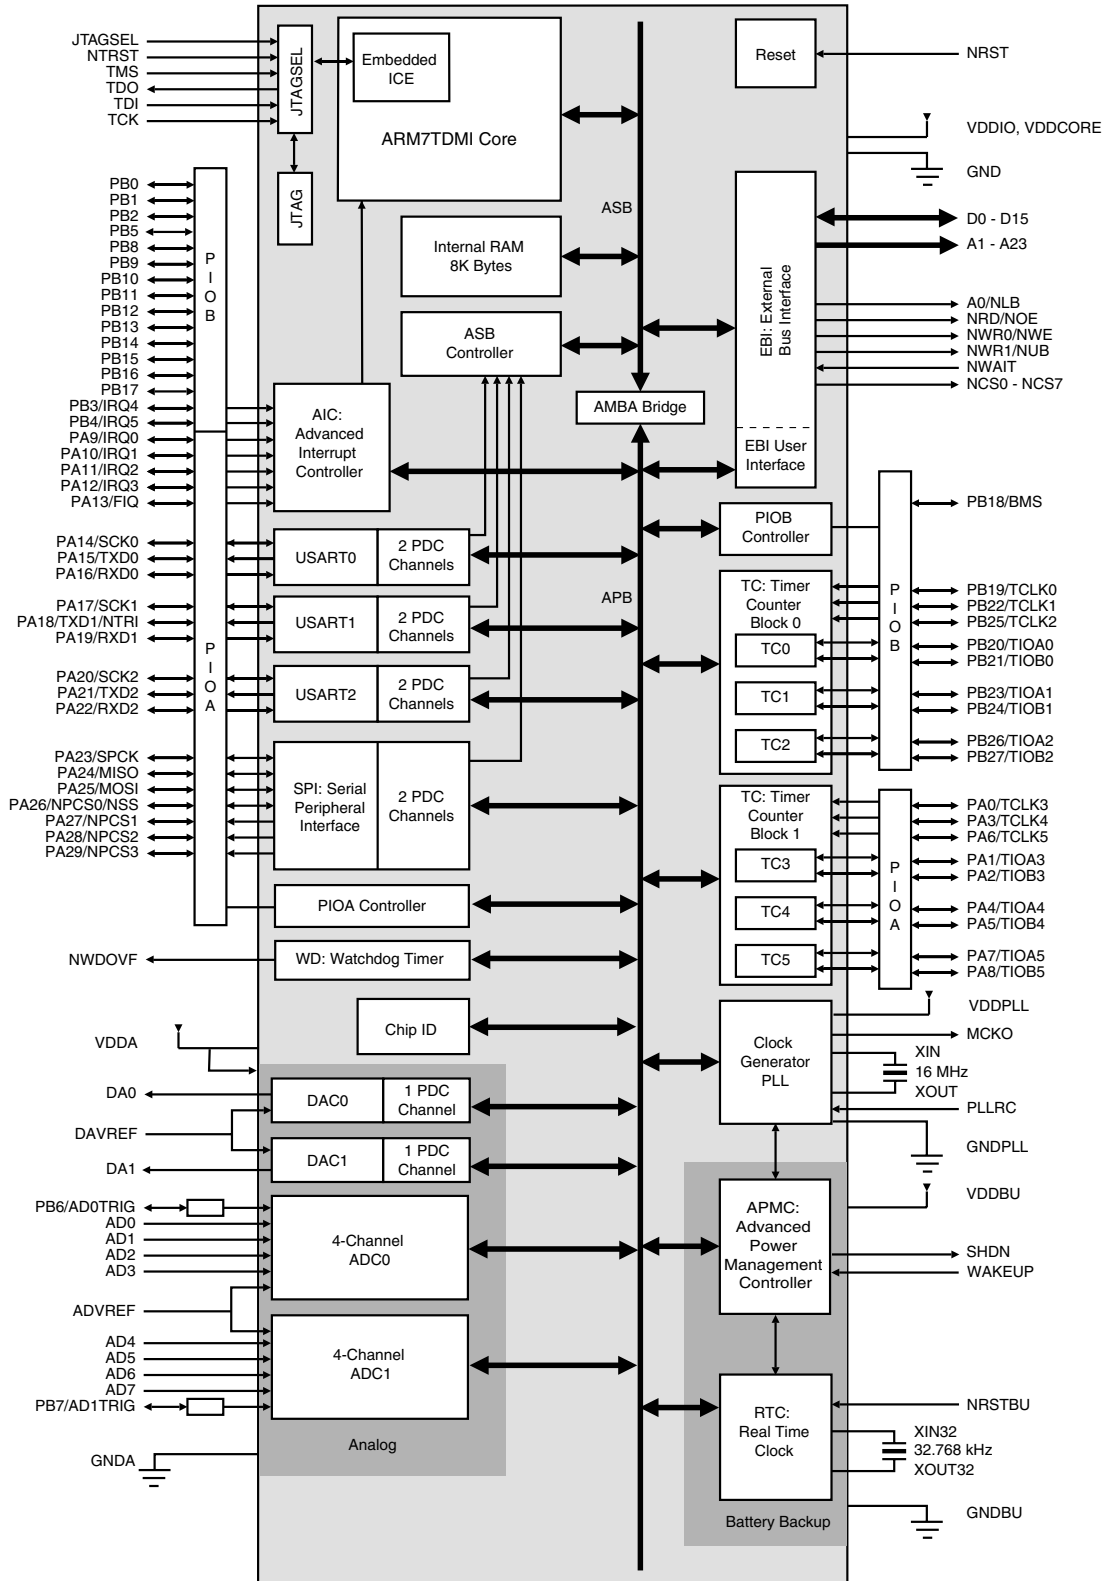 JTAGSEL
NTRST
TMS
TDO
TDI
TCK
JTAGSEL
Embedded
ICE
ARM7TDMI Core
JTAG
Reset
NRST
VDDIO, VDDCORE
GND
PB0
PB1
PB2
PB5
PB8
PB9
PB10
PB11
PB12
PB13
PB14
PB15
PB16
PB17
PB3/IRQ4
PB4/IRQ5
PA9/IRQ0
PA10/IRQ1
PA11/IRQ2
PA12/IRQ3
PA13/FIQ
PIOB
ASB
Internal RAM
8K Bytes
ASB
Controller
AIC:
Advanced
Interrupt
Controller
AMBA Bridge
EBI: External
Bus Interface
EBI User
Interface
D0 - D15
A1 - A23
A0/NLB
NRD/NOE
NWR0/NWE
NWR1/NUB
NWAIT
NCS0 - NCS7
PA14/SCK0
PA15/TXD0
PA16/RXD0
PA17/SCK1
PA18/TXD1/NTRI
PA19/RXD1
PA20/SCK2
PA21/TXD2
PA22/RXD2
PA23/SPCK
PA24/MISO
PA25/MOSI
PA26/NPCS0/NSS
PA27/NPCS1
PA28/NPCS2
PA29/NPCS3
PIOA
USART0
2 PDC
Channels
USART1
2 PDC
Channels
USART2
2 PDC
Channels
SPI: Serial
Peripheral
Interface
2 PDC
Channels
APB
PIOB
Controller
PB18/BMS
TC: Timer
Counter
Block 0
TC0
TC1
TC2
PIOB
PB19/TCLK0
PB22/TCLK1
PB25/TCLK2
PB20/TIOA0
PB21/TIOB0
PB23/TIOA1
PB24/TIOB1
PB26/TIOA2
PB27/TIOB2
TC: Timer
Counter
Block 1
TC3
TC4
TC5
PIOA
PA0/TCLK3
PA3/TCLK4
PA6/TCLK5
PA1/TIOA3
PA2/TIOB3
PA4/TIOA4
PA5/TIOB4
PA7/TIOA5
PA8/TIOB5
PIOA Controller
NWDOVF
WD: Watchdog Timer
Chip ID
VDDA
DA0
DAVREF
DA1
DAC0
1 PDC
Channel
DAC1
1 PDC
Channel
PB6/AD0TRIG
AD0
AD1
AD2
AD3
4-Channel
ADC0
ADVREF
AD4
AD5
AD6
AD7
PB7/AD1TRIG
4-Channel
ADC1
Analog
GNDA
Clock
Generator
PLL
VDDPLL
MCKO
XIN
16 MHz
XOUT
PLLRC
GNDPLL
APMC:
Advanced
Power
Management
Controller
VDDBU
SHDN
WAKEUP
RTC:
Real Time
Clock
NRSTBU
XIN32
32.768 kHz
XOUT32
Battery Backup
GNDBU